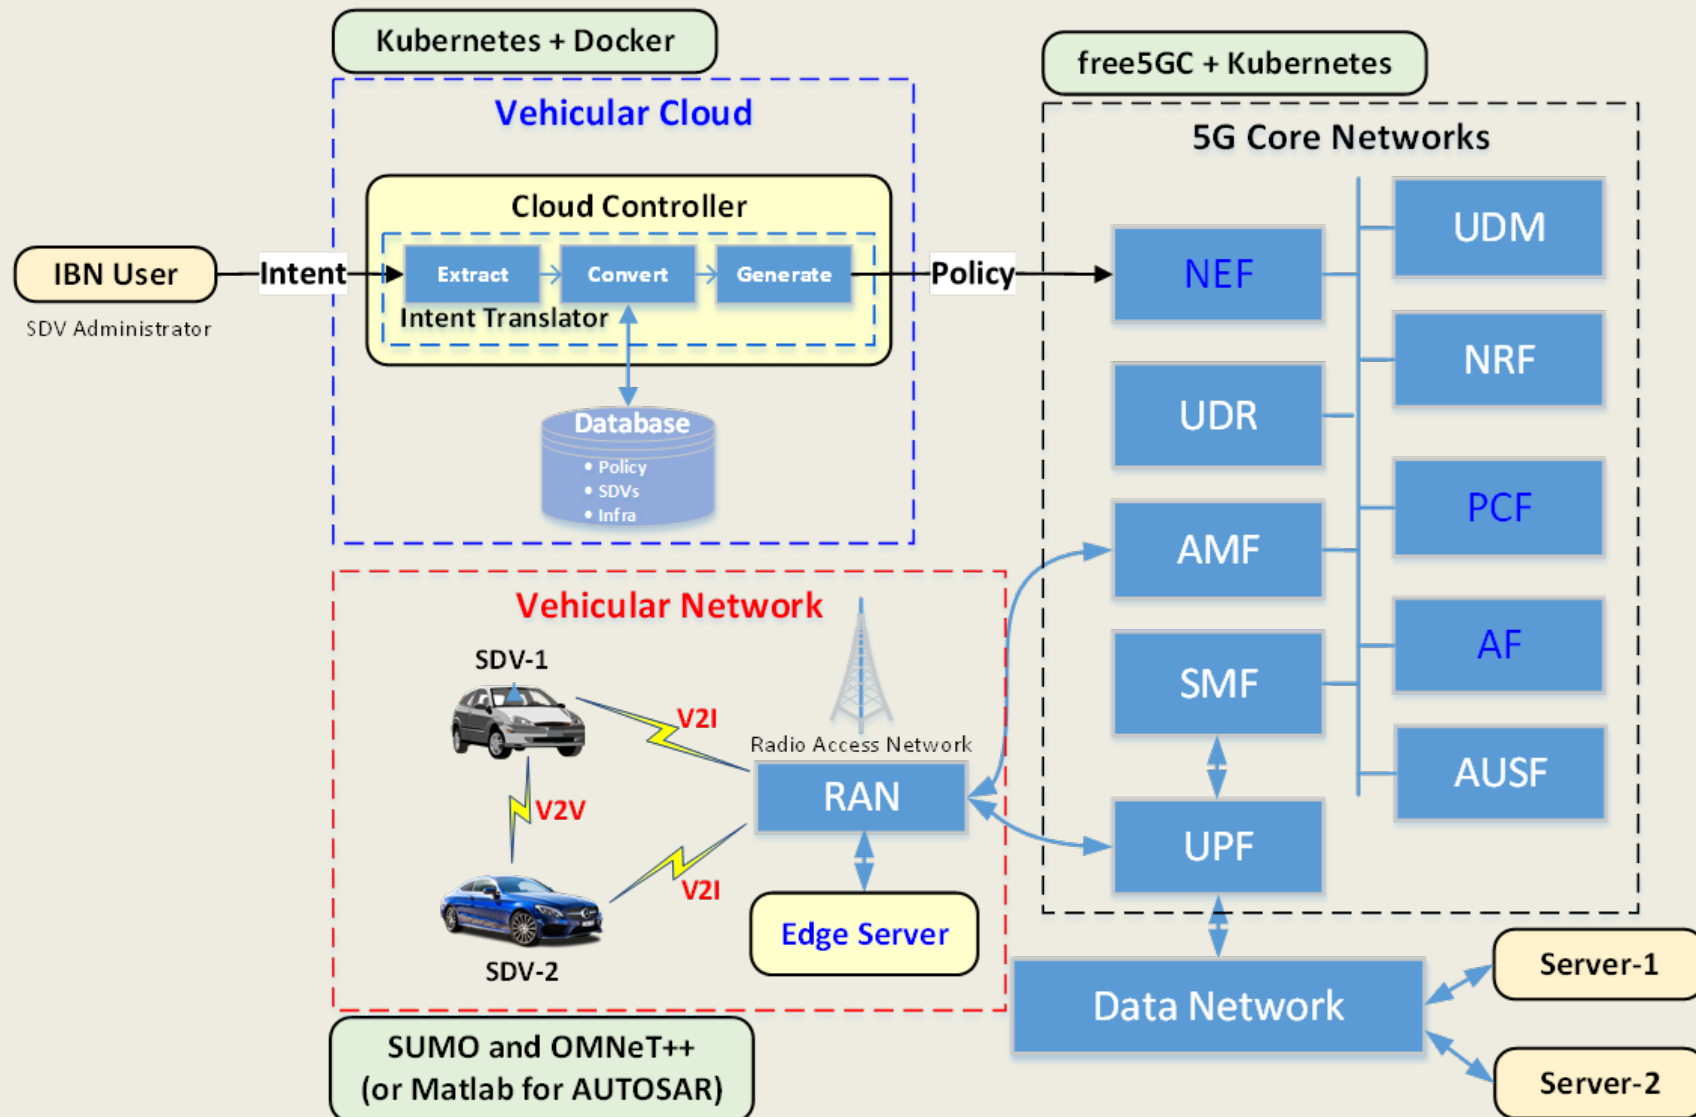 Kubernetes + Docker
free5GC + Kubernetes
Vehicular Cloud
5G Core Networks
Cloud Controller
IBN User
SDV Administrator
Intent
Extract
Convert
Generate
Intent Translator
Policy
Database
• Policy
• SDVs
• Infra
NEF
UDM
NRF
UDR
PCF
AMF
AF
SMF
AUSF
UPF
Vehicular Network
SDV-1
V2I
Radio Access Network
RAN
V2V
V2I
SDV-2
Edge Server
Data Network
Server-1
Server-2
SUMO and OMNeT++
(or Matlab for AUTOSAR)